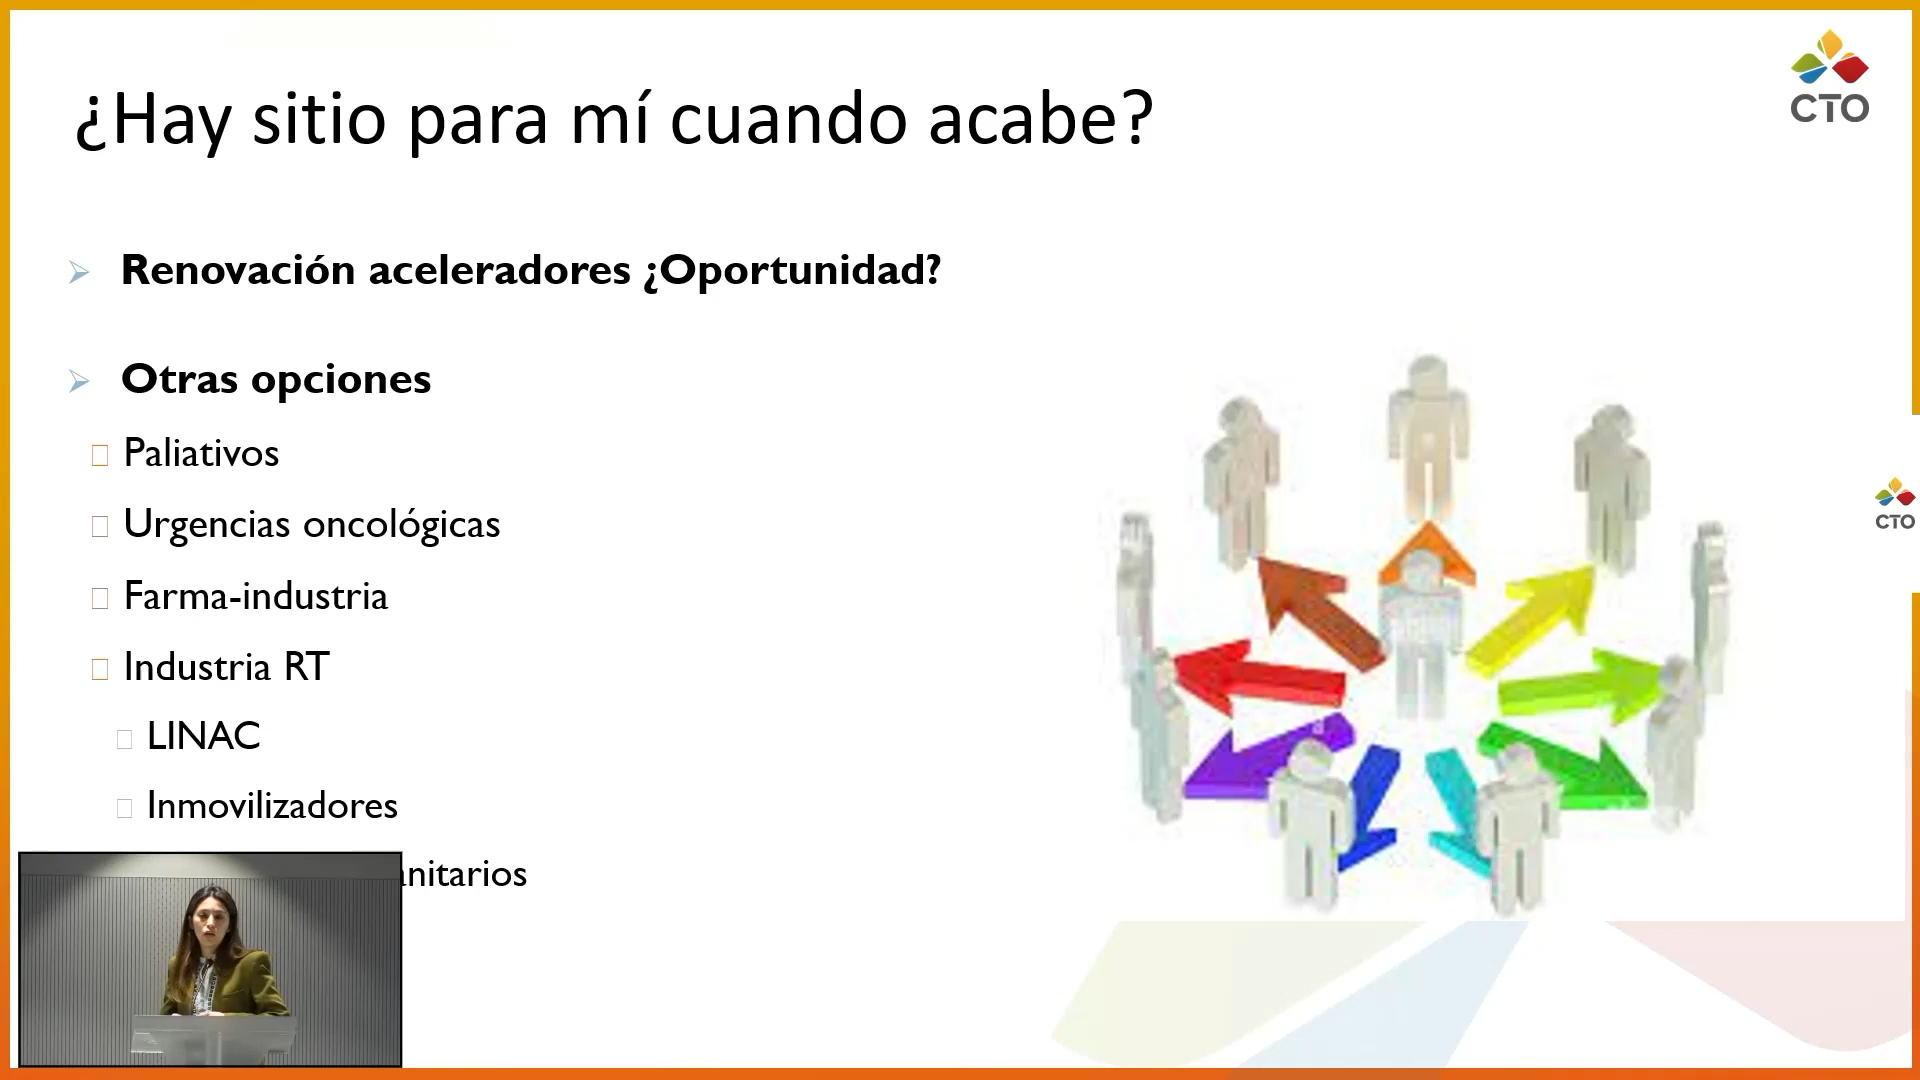 ¿Hay sitio para mí cuando acabe?
CTO
Renovación aceleradores ¿Oportunidad?
Otras opciones
Paliativos
Urgencias oncológicas
Farma-industria
Industria RT
LINAC
Inmovilizadores
CTO